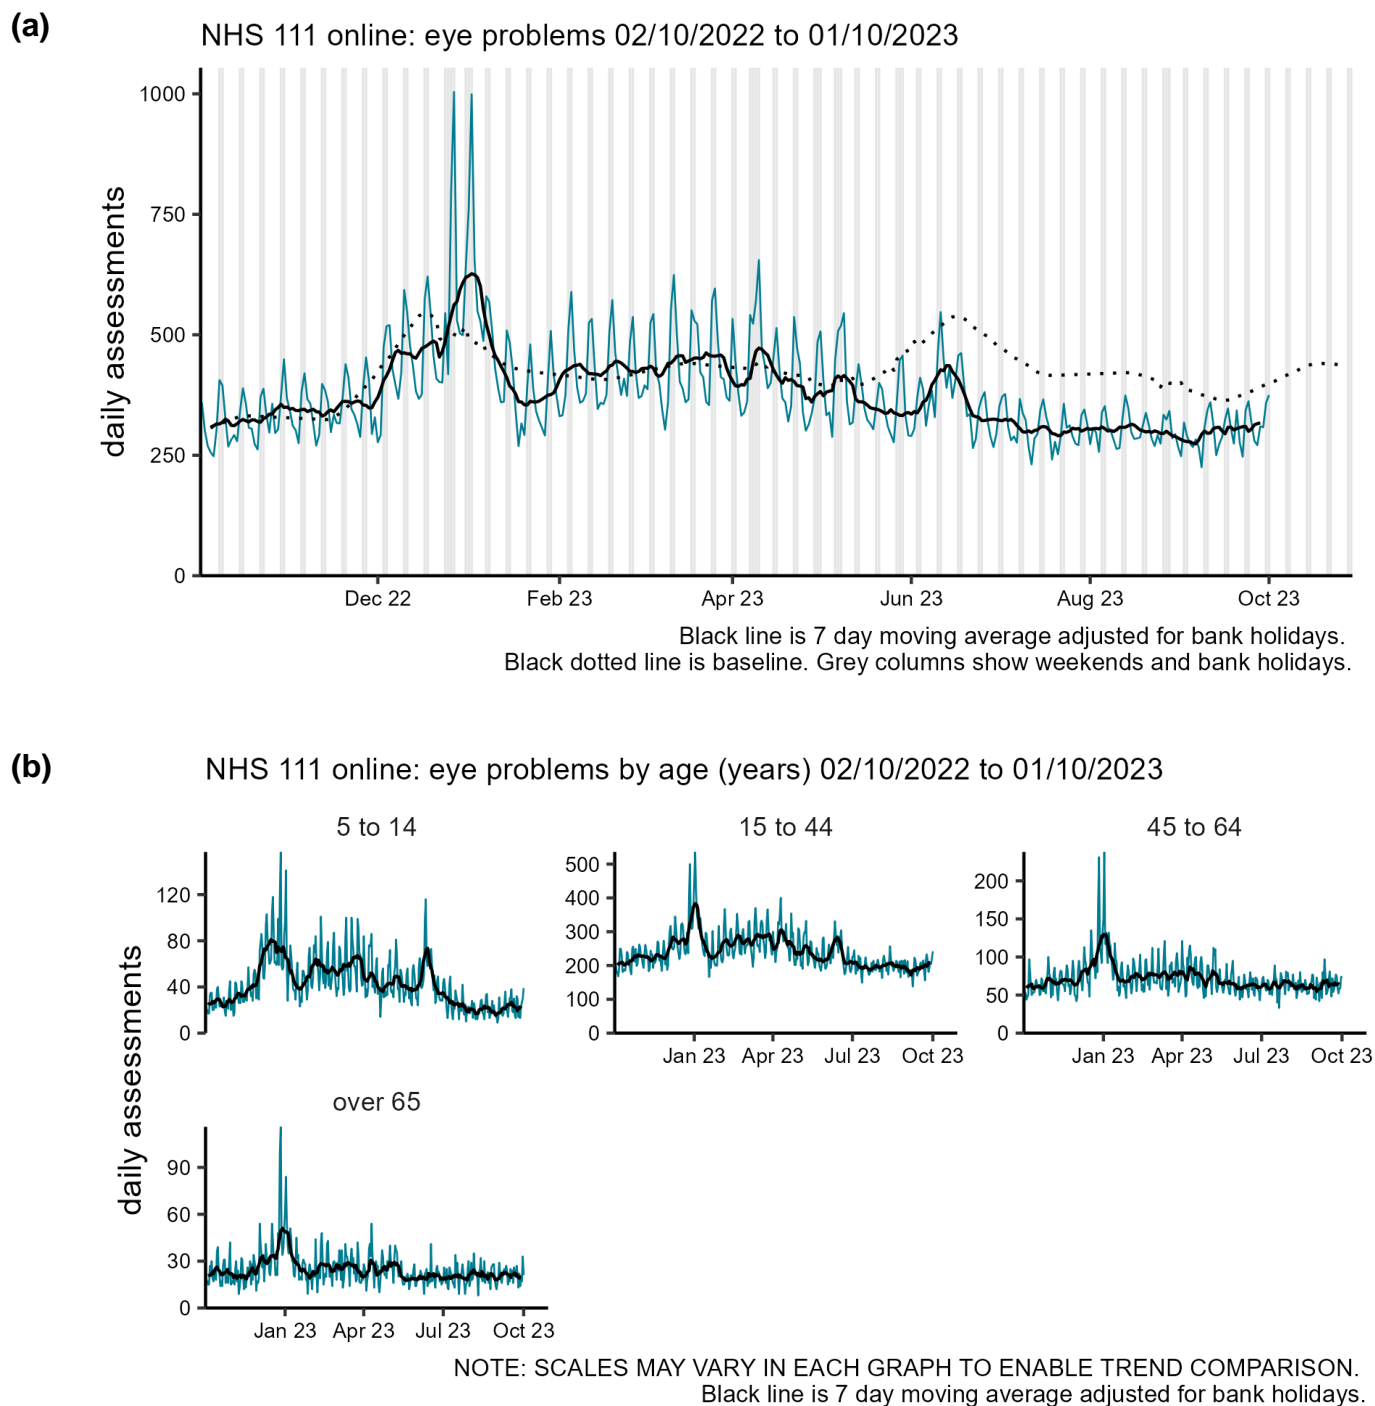 (a)
NHS 111 online: eye problems 02/10/2022 to 01/10/2023
daily assessments
1000
750
500
250
0
Dec 22 Feb 23 Apr 23 Jun 23 Aug 23 Oct 23
Black line is 7 day moving average adjusted for bank holidays.
Black dotted line is baseline. Grey columns show weekends and bank holidays.
(b)
NHS 111 online: eye problems by age (years) 02/10/2022 to 01/10/2023
daily assessments
5 to 14
120
80
40
0
15 to 44
500
400
300
200
100
0
Jan 23 Apr 23 Jul 23 Oct 23
45 to 64
200
150
100
50
0
Jan 23 Apr 23 Jul 23 Oct 23
over 65
90
60
30
0
Jan 23 Apr 23 Jul 23 Oct 23
NOTE: SCALES MAY VARY IN EACH GRAPH TO ENABLE TREND COMPARISON.
Black line is 7 day moving average adjusted for bank holidays.